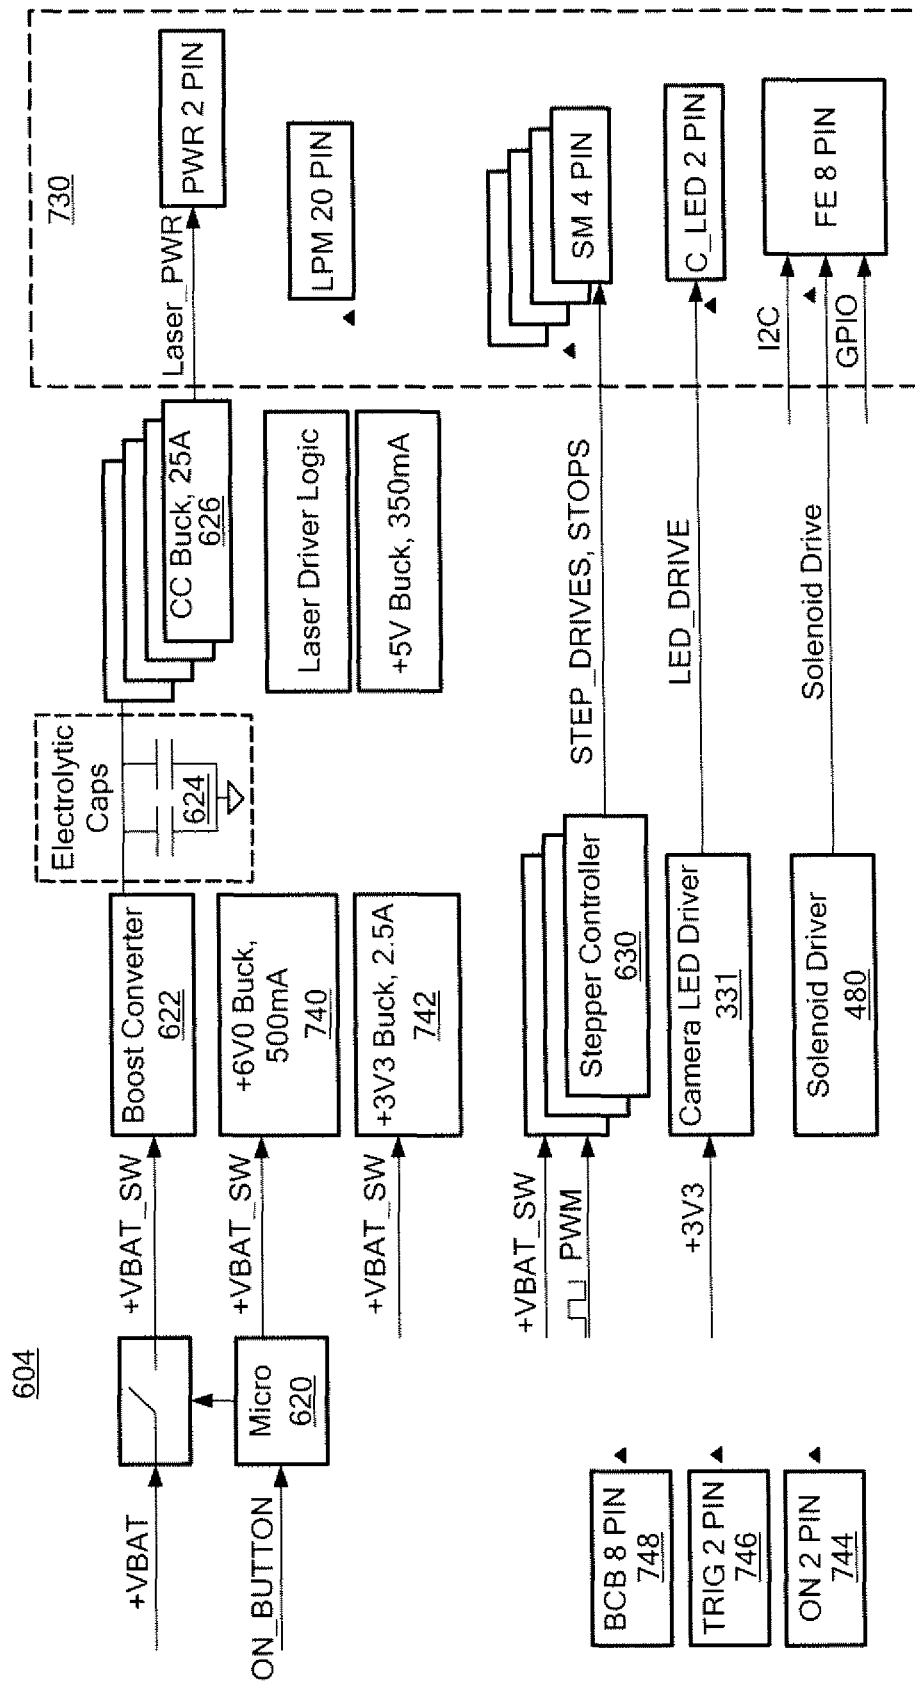 604
+VBAT
+VBAT_SW
Boost Converter
622
Electrolytic
Caps
624
CC Buck, 25A
626
Laser_PWR
730
PWR 2 PIN
ON_BUTTON
Micro
620
+VBAT_SW
+6V0 Buck,
500mA
740
Laser Driver Logic
LPM 20 PIN
+VBAT_SW
+3V3 Buck, 2.5A
742
+5V Buck, 350mA
+VBAT_SW
PWM
Stepper Controller
630
STEP_DRIVES, STOPS
SM 4 PIN
BCB 8 PIN
748
+3V3
Camera LED Driver
331
LED_DRIVE
C_LED 2 PIN
TRIG 2 PIN
746
Solenoid Driver
480
Solenoid Drive
I2C
GPIO
FE 8 PIN
ON 2 PIN
744